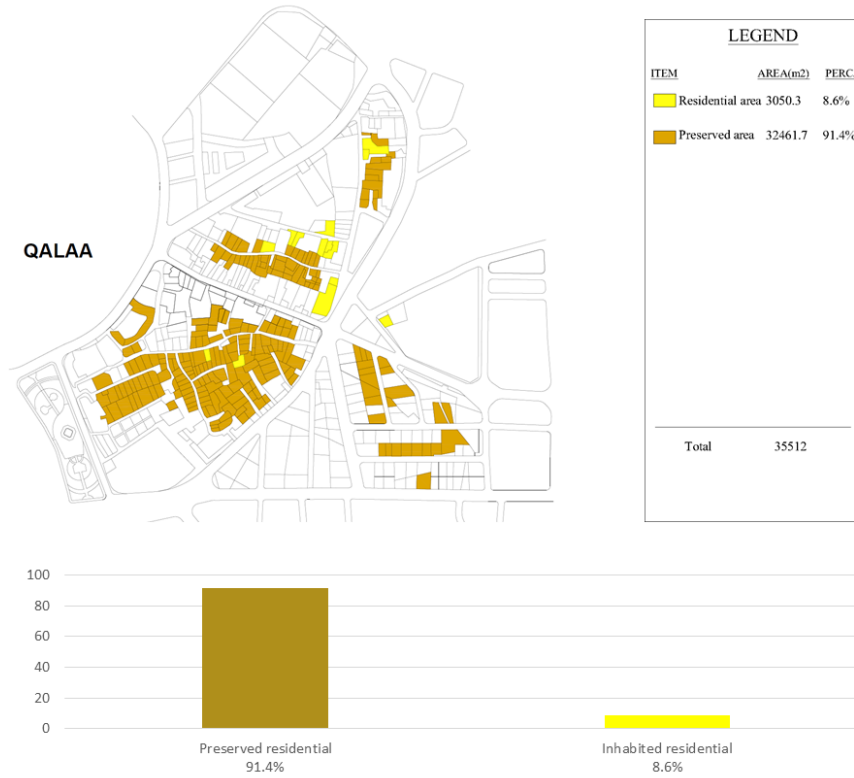 LEGEND
ITEM AREA(m2) PERC
Residential area 3050.3 8.6%
Preserved area 32461.7 91.4%
QALAA
Total 35512
100
80
60
40
20
0
Preserved residential Inhabited residential
91.4% 8.6%